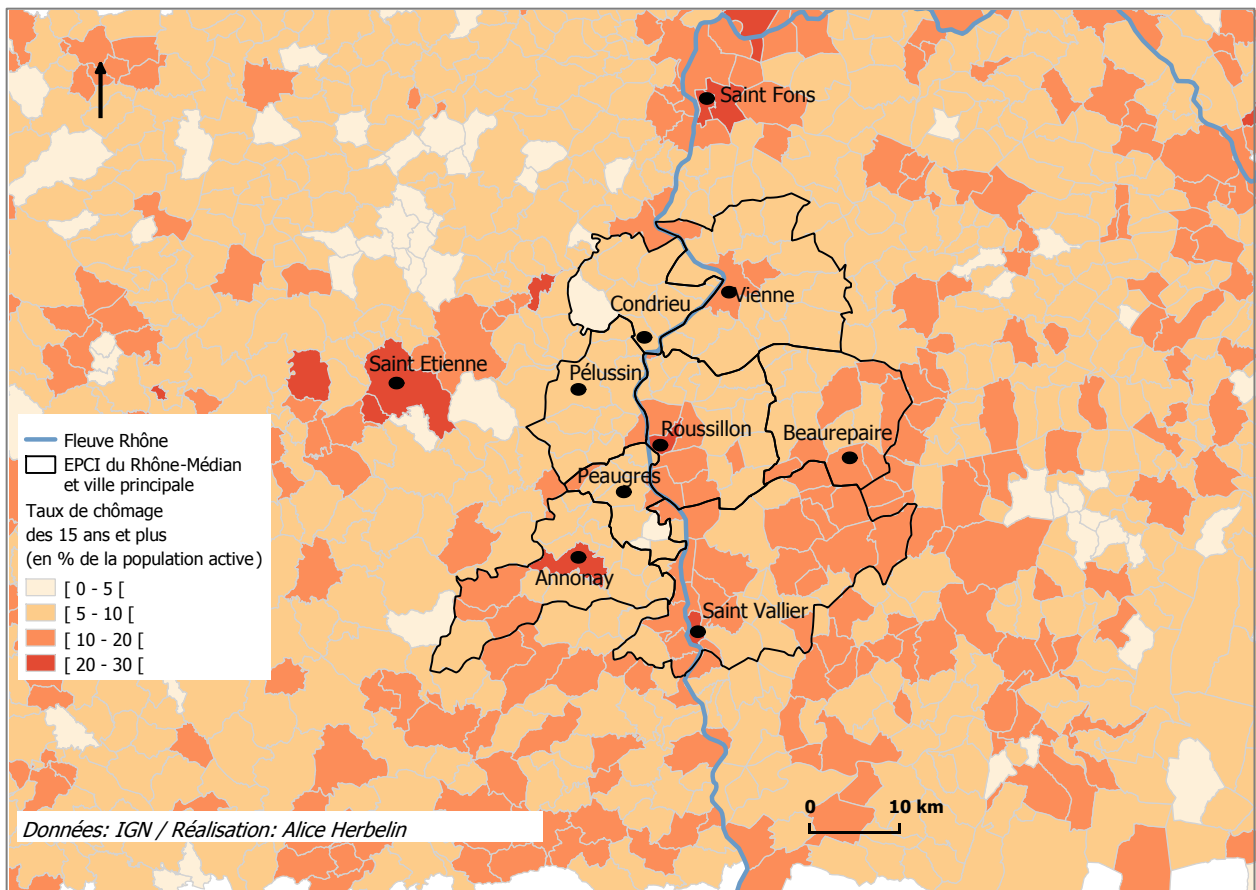 Saint Fons
Vienne
Condrieu
Saint Etienne
Pélussin
Roussillon
Beaurepaire
Peaugres
Annonay
Saint Vallier
Fleuve Rhône
EPCI du Rhône-Médian
et ville principale
Taux de chômage
des 15 ans et plus
(en % de la population active)
[ 0 - 5 [
[ 5 - 10 [
[ 10 - 20 [
[ 20 - 30 [
0 10 km
Données: IGN / Réalisation: Alice Herbelin